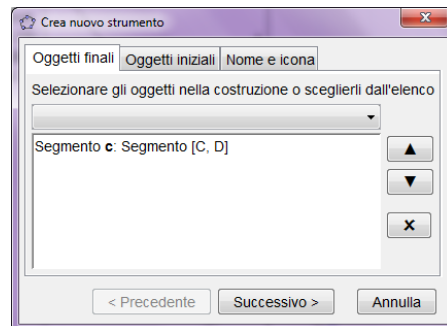 Crea nuovo strumento
Oggetti finali Oggetti iniziali Nome e icona
Selezionare gli oggetti nella costruzione o sceglierli dall'elenco
Segmento c: Segmento [C, D]
< Precedente Successivo > Annulla